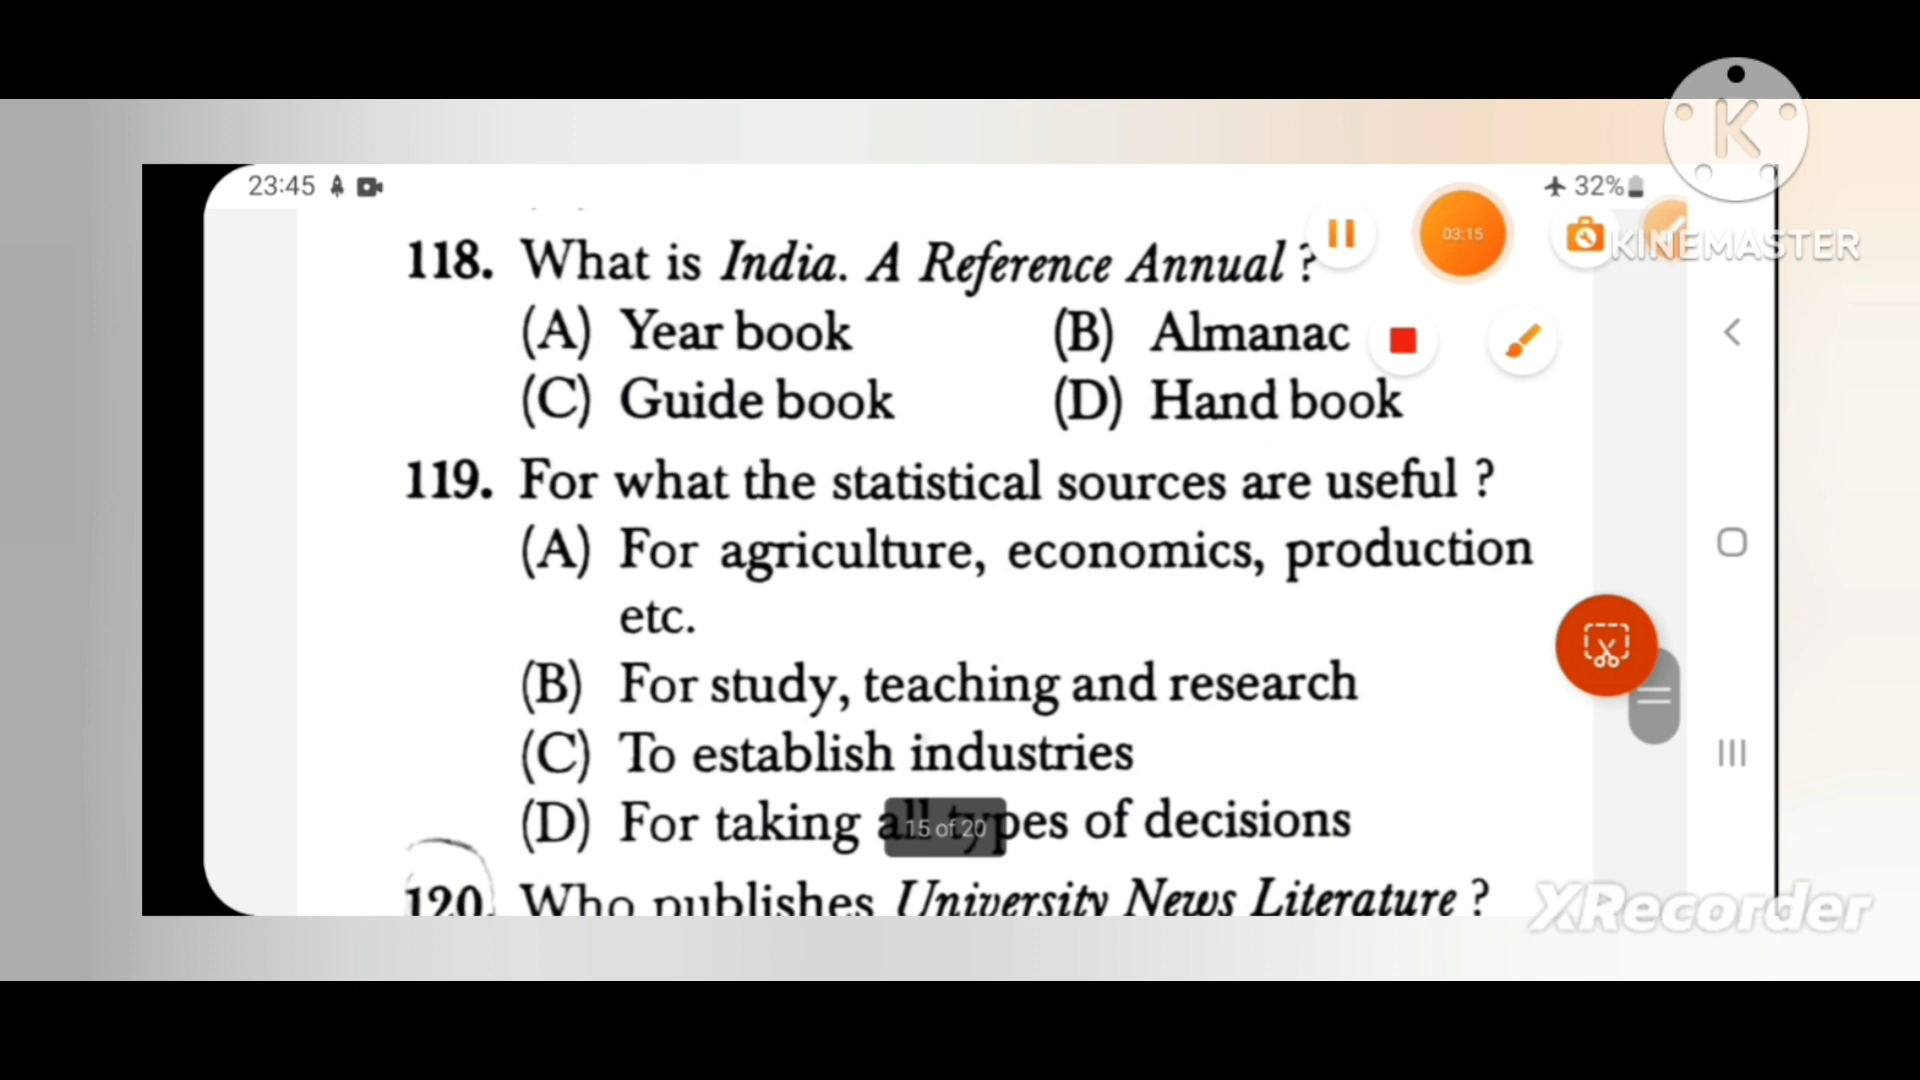 23:45
32%
K
KINEMASTER
03:15
118. What is India. A Reference Annual ?
(A) Year book (B) Almanac
(C) Guide book (D) Hand book
119. For what the statistical sources are useful ?
(A) For agriculture, economics, production
etc.
(B) For study, teaching and research
(C) To establish industries
(D) For taking all types of decisions
15 of 20
120. Who publishes University News Literature ?
XRecorder